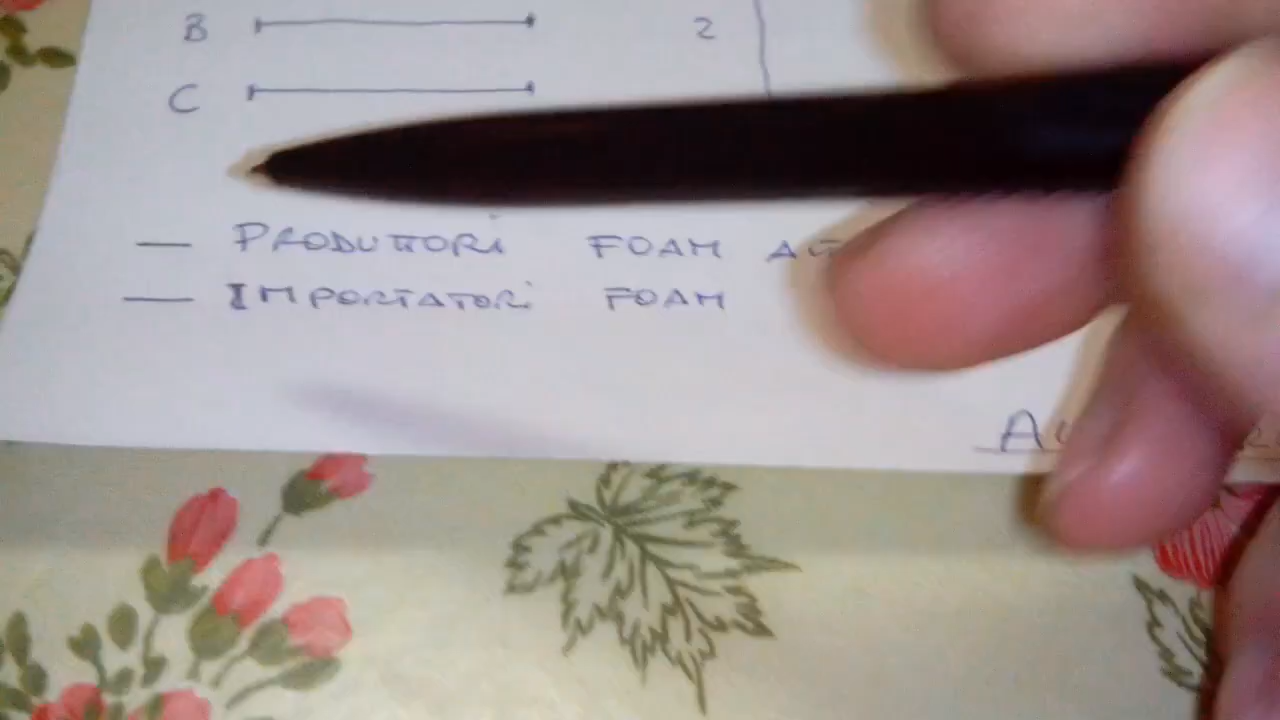 B 2
C
— PRODUTTORI FOAM
— IMPORTATORI FOAM